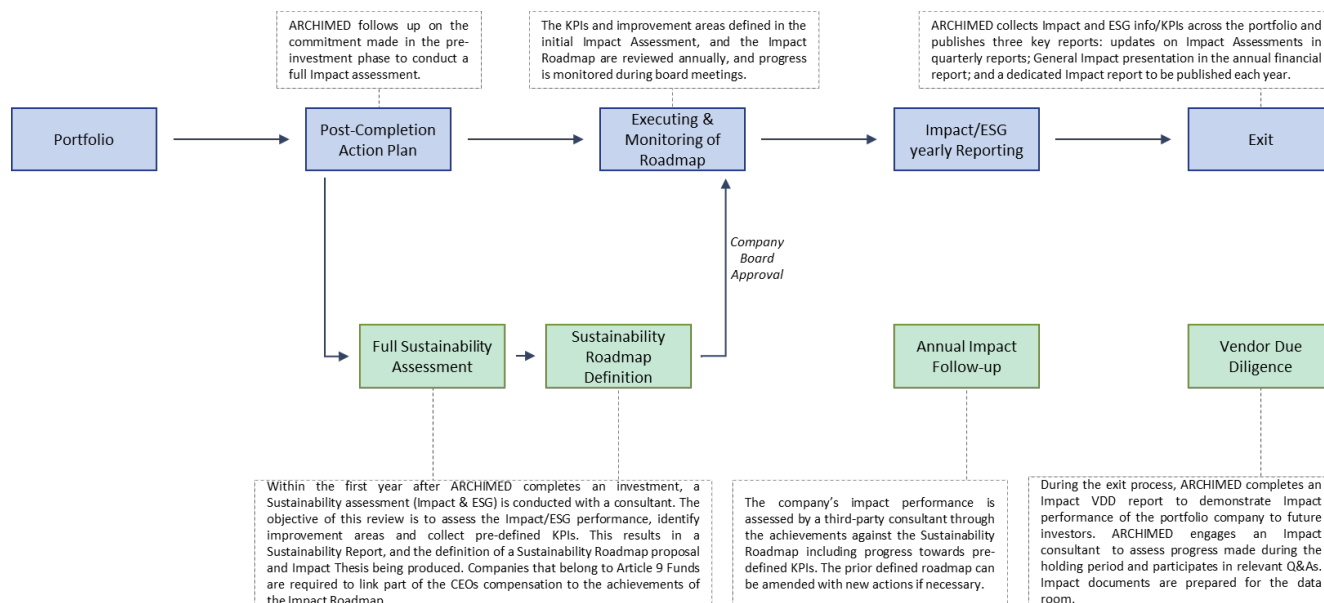 ARCHIMED follows up on the
commitment made in the pre-
investment phase to conduct a
full Impact assessment.
The KPIs and improvement areas defined in the
initial Impact Assessment, and the Impact
Roadmap are reviewed annually, and progress
is monitored during board meetings.
ARCHIMED collects Impact and ESG info/KPIs across the portfolio and
publishes three key reports: updates on Impact Assessments in
quarterly reports; General Impact presentation in the annual financial
report; and a dedicated Impact report to be published each year.
Portfolio
Post-Completion
Action Plan
Executing &
Monitoring of
Roadmap
Impact/ESG
yearly Reporting
Exit
Company
Board
Approval
Full Sustainability
Assessment
Sustainability
Roadmap
Definition
Annual Impact
Follow-up
Vendor Due
Diligence
Within the first year after ARCHIMED completes an investment, a
Sustainability assessment (Impact & ESG) is conducted with a consultant. The
objective of this review is to assess the Impact/ESG performance, identify
improvement areas and collect pre-defined KPIs. This results in a
Sustainability Report, and the definition of a Sustainability Roadmap proposal
and Impact Thesis being produced. Companies that belong to Article 9 Funds
are required to link part of the CEOs compensation to the achievements of
the Impact Roadmap
The company's impact performance is
assessed by a third-party consultant through
the achievements against the Sustainability
Roadmap including progress towards pre-
defined KPIs. The prior defined roadmap can
be amended with new actions if necessary.
During the exit process, ARCHIMED completes an
Impact VDD report to demonstrate Impact
performance of the portfolio company to future
investors. ARCHIMED engages an Impact
consultant to assess progress made during the
holding period and participates in relevant Q&As.
Impact documents are prepared for the data
room.